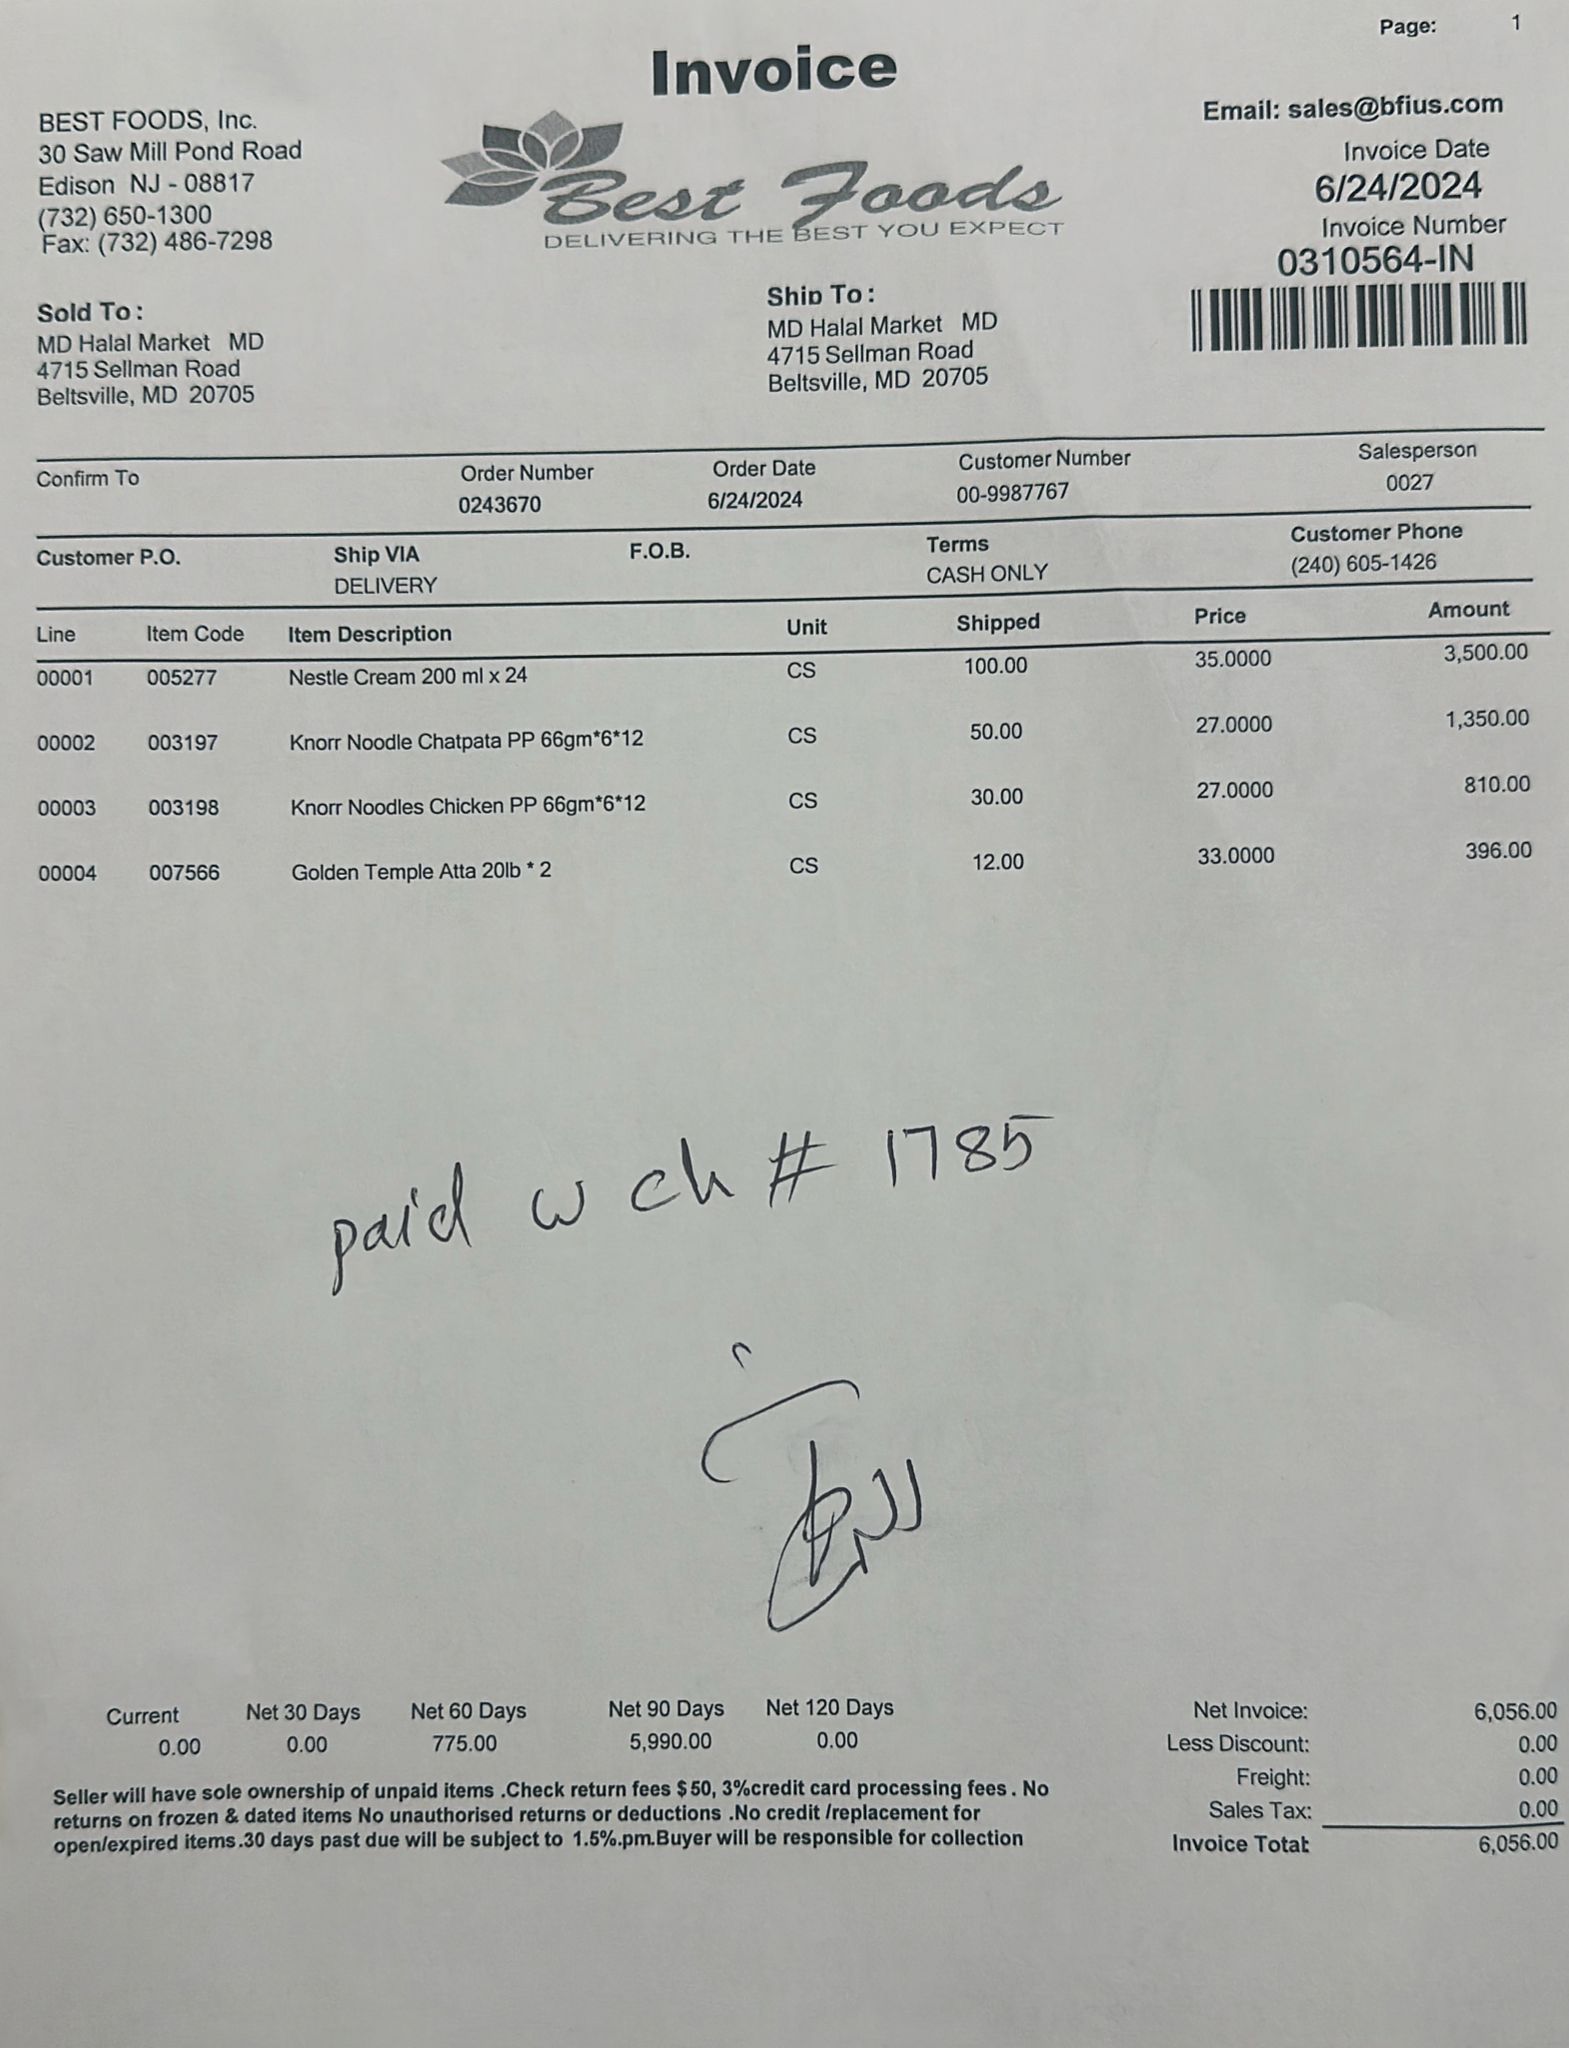 Page: 1
Invoice
BEST FOODS, Inc.
30 Saw Mill Pond Road
Edison NJ - 08817
(732) 650-1300
Fax: (732) 486-7298
Best Foods
DELIVERING THE BEST YOU EXPECT
Email: sales@bfius.com
Invoice Date
6/24/2024
Invoice Number
0310564-IN
Sold To :
MD Halal Market MD
4715 Sellman Road
Beltsville, MD 20705
Ship To :
MD Halal Market MD
4715 Sellman Road
Beltsville, MD 20705
Confirm To Order Number Order Date Customer Number Salesperson
0243670 6/24/2024 00-9987767 0027
Customer P.O. Ship VIA F.O.B. Terms Customer Phone
DELIVERY CASH ONLY (240) 605-1426
Line Item Code Item Description Unit Shipped Price Amount
00001 005277 Nestle Cream 200 ml x 24 CS 100.00 35.0000 3,500.00
00002 003197 Knorr Noodle Chatpata PP 66gm*6*12 CS 50.00 27.0000 1,350.00
00003 003198 Knorr Noodles Chicken PP 66gm*6*12 CS 30.00 27.0000 810.00
00004 007566 Golden Temple Atta 20lb * 2 CS 12.00 33.0000 396.00
paid w ch # 1785
Current Net 30 Days Net 60 Days Net 90 Days Net 120 Days
0.00 0.00 775.00 5,990.00 0.00
Seller will have sole ownership of unpaid items .Check return fees $50, 3%credit card processing fees . No
returns on frozen & dated items No unauthorised returns or deductions .No credit /replacement for
open/expired items.30 days past due will be subject to 1.5%.pm.Buyer will be responsible for collection
Net Invoice: 6,056.00
Less Discount: 0.00
Freight: 0.00
Sales Tax: 0.00
Invoice Total: 6,056.00